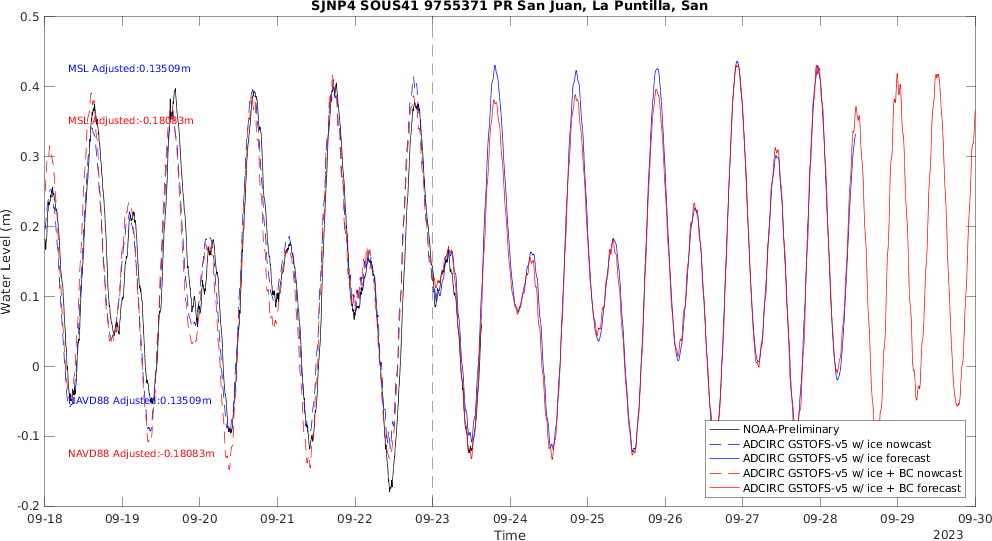 SJNP4 SOUS41 9755371 PR San Juan, La Puntilla, San
0.5
0.4
0.3
0.2
0.1
0
-0.1
-0.2
Water Level (m)
MSL Adjusted:0.13509m
MSL Adjusted:-0.18083m
NAVD88 Adjusted:0.13509m
NAVD88 Adjusted:-0.18083m
NOAA-Preliminary
ADCIRC GSTOFS-v5 w/ ice nowcast
ADCIRC GSTOFS-v5 w/ ice forecast
ADCIRC GSTOFS-v5 w/ ice + BC nowcast
ADCIRC GSTOFS-v5 w/ ice + BC forecast
09-18 09-19 09-20 09-21 09-22 09-23 09-24 09-25 09-26 09-27 09-28 09-29 09-30
Time
2023